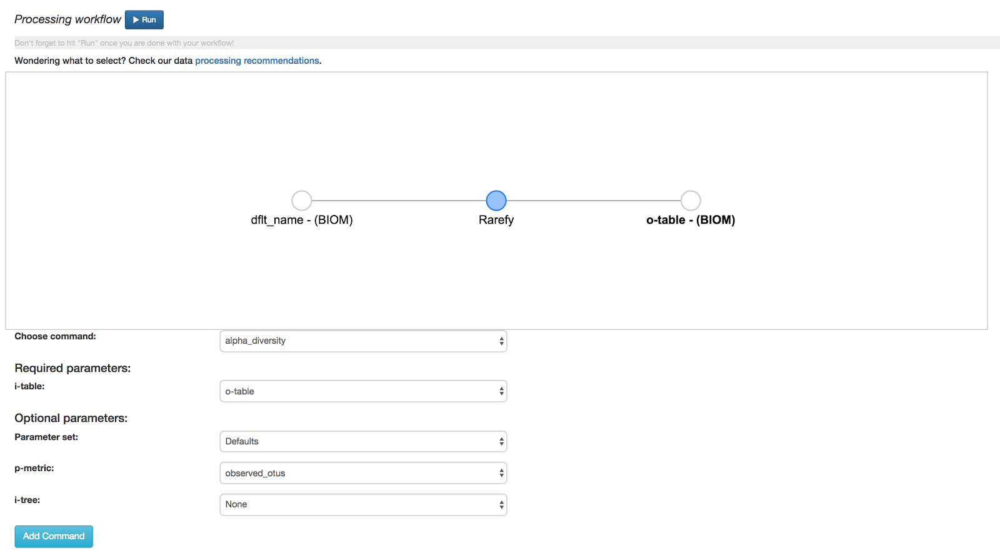 Processing workflow Run
Don't forget to hit "Run" once you are done with your workflow!
Wondering what to select? Check our data processing recommendations.
dflt_name - (BIOM) Rarefy o-table - (BIOM)
Choose command: alpha_diversity
Required parameters:
i-table: o-table
Optional parameters:
Parameter set: Defaults
p-metric: observed_otus
i-tree: None
Add Command